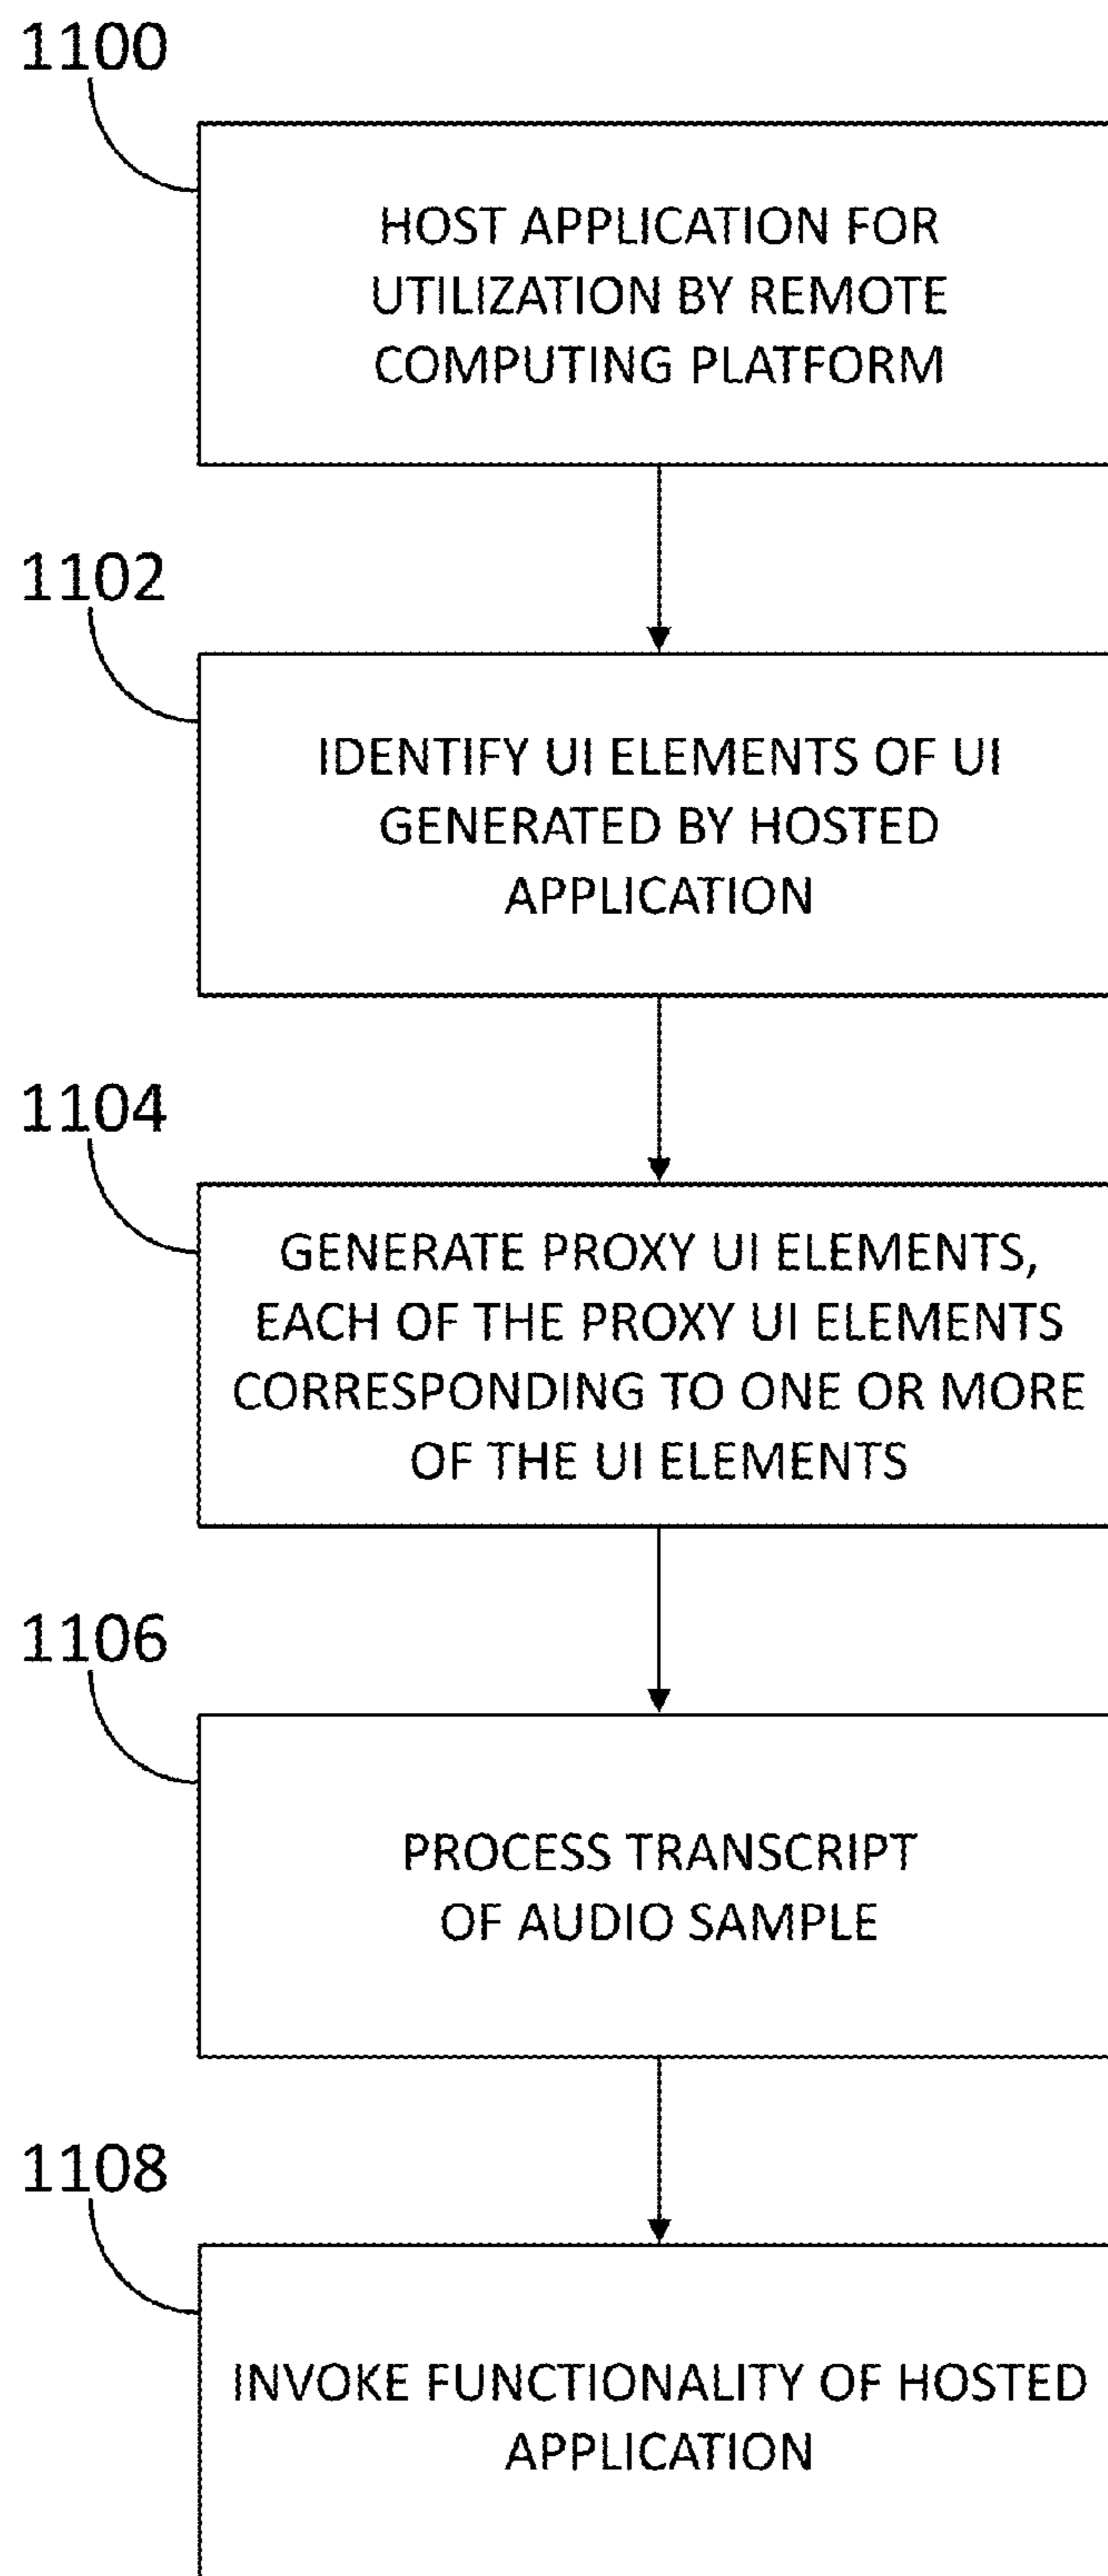 1100
HOST APPLICATION FOR
UTILIZATION BY REMOTE
COMPUTING PLATFORM
1102
IDENTIFY UI ELEMENTS OF UI
GENERATED BY HOSTED
APPLICATION
1104
GENERATE PROXY UI ELEMENTS,
EACH OF THE PROXY UI ELEMENTS
CORRESPONDING TO ONE OR MORE
OF THE UI ELEMENTS
1106
PROCESS TRANSCRIPT
OF AUDIO SAMPLE
1108
INVOKE FUNCTIONALITY OF HOSTED
APPLICATION